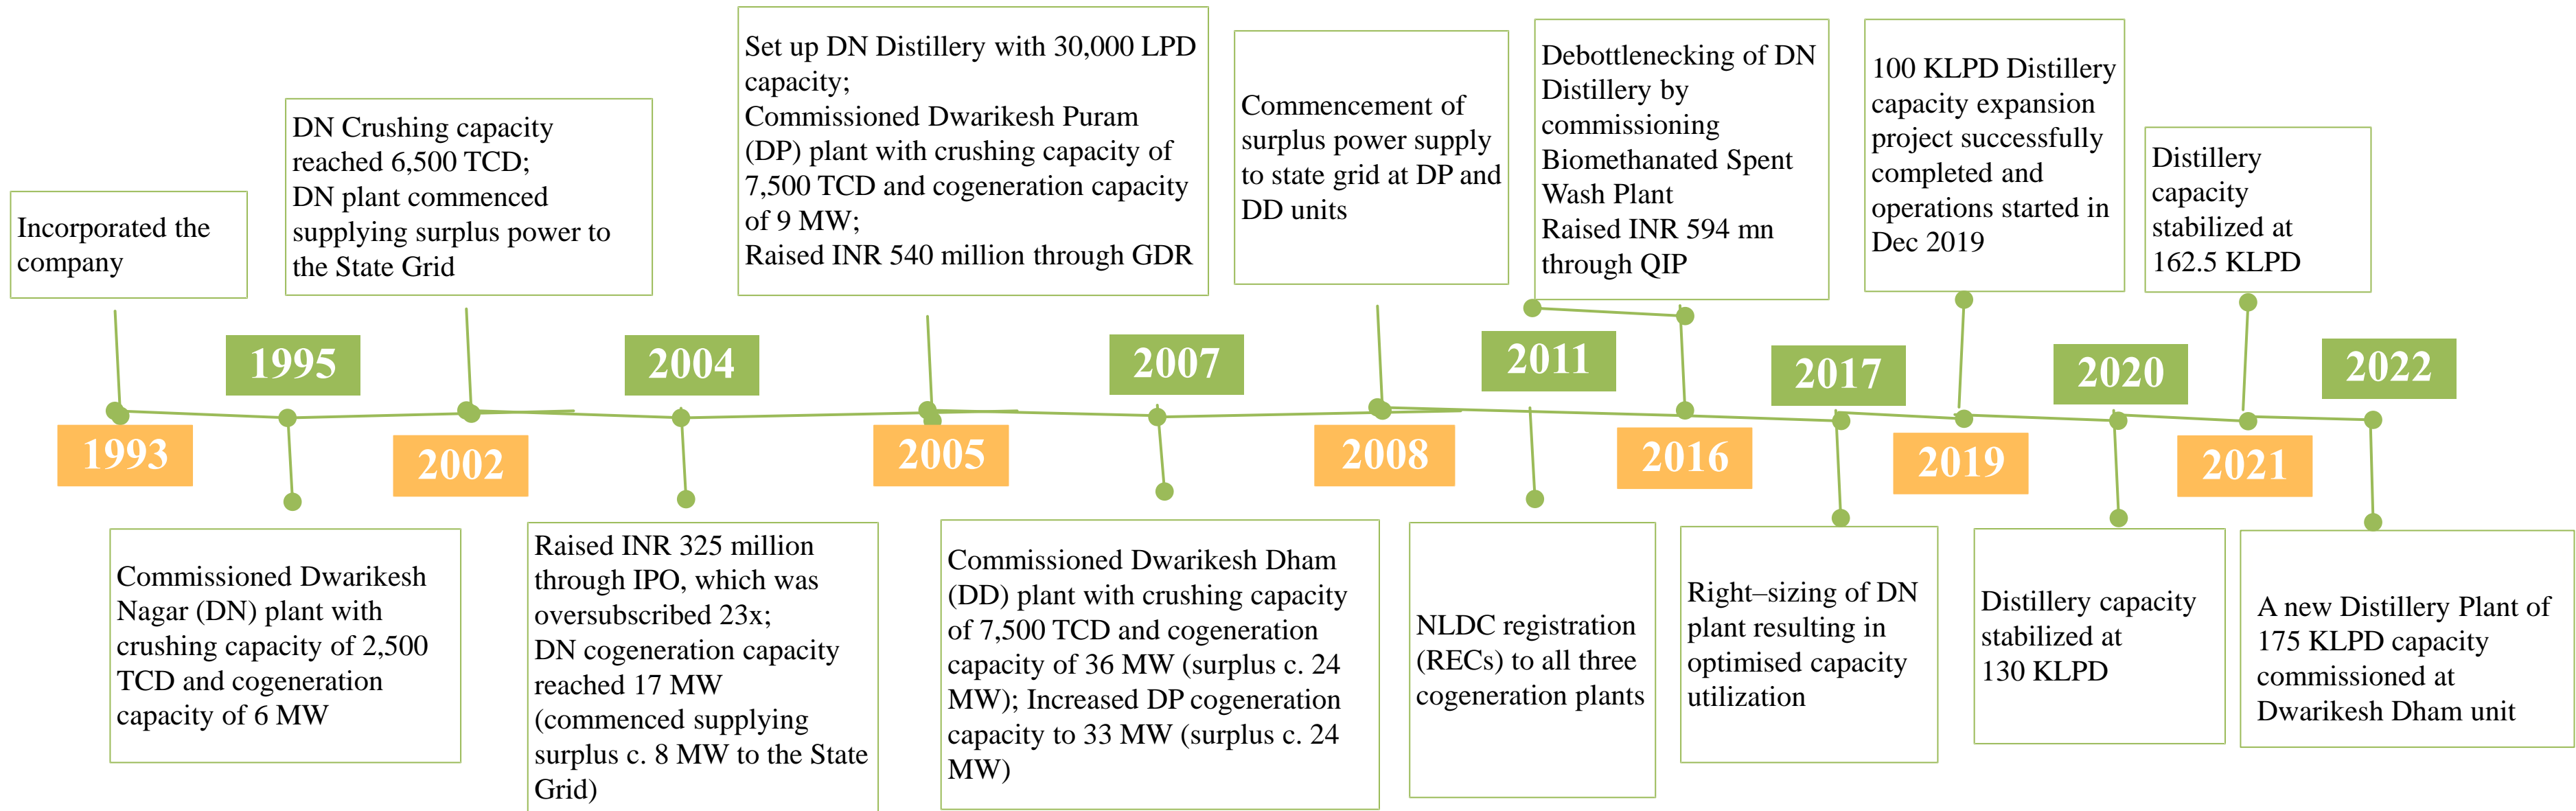 Incorporated the
company
1993
1995
Commissioned Dwarikesh
Nagar (DN) plant with
crushing capacity of 2,500
TCD and cogeneration
capacity of 6 MW
DN Crushing capacity
reached 6,500 TCD;
DN plant commenced
supplying surplus power to
the State Grid
2002
2004
Raised INR 325 million
through IPO, which was
oversubscribed 23x;
DN cogeneration capacity
reached 17 MW
(commenced supplying
surplus c. 8 MW to the State
Grid)
Set up DN Distillery with 30,000 LPD
capacity;
Commissioned Dwarikesh Puram
(DP) plant with crushing capacity of
7,500 TCD and cogeneration capacity
of 9 MW;
Raised INR 540 million through GDR
2005
2007
Commissioned Dwarikesh Dham
(DD) plant with crushing capacity
of 7,500 TCD and cogeneration
capacity of 36 MW (surplus c. 24
MW); Increased DP cogeneration
capacity to 33 MW (surplus c. 24
MW)
Commencement of
surplus power supply
to state grid at DP and
DD units
2008
2011
NLDC registration
(RECs) to all three
cogeneration plants
Debottlenecking of DN
Distillery by
commissioning
Biomethanated Spent
Wash Plant
Raised INR 594 mn
through QIP
2016
2017
Right–sizing of DN
plant resulting in
optimised capacity
utilization
100 KLPD Distillery
capacity expansion
project successfully
completed and
operations started in
Dec 2019
2019
2020
Distillery capacity
stabilized at
130 KLPD
Distillery
capacity
stabilized at
162.5 KLPD
2021
2022
A new Distillery Plant of
175 KLPD capacity
commissioned at
Dwarikesh Dham unit